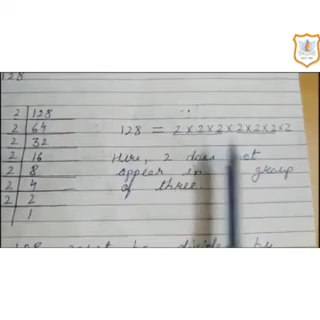 128
2 | 128
2 | 64
2 | 32
2 | 16
2 | 8
2 | 4
2 | 2
| 1
∵
128 = 2×2×2×2×2×2×2
Here, 2 does not
appear in group
of three.